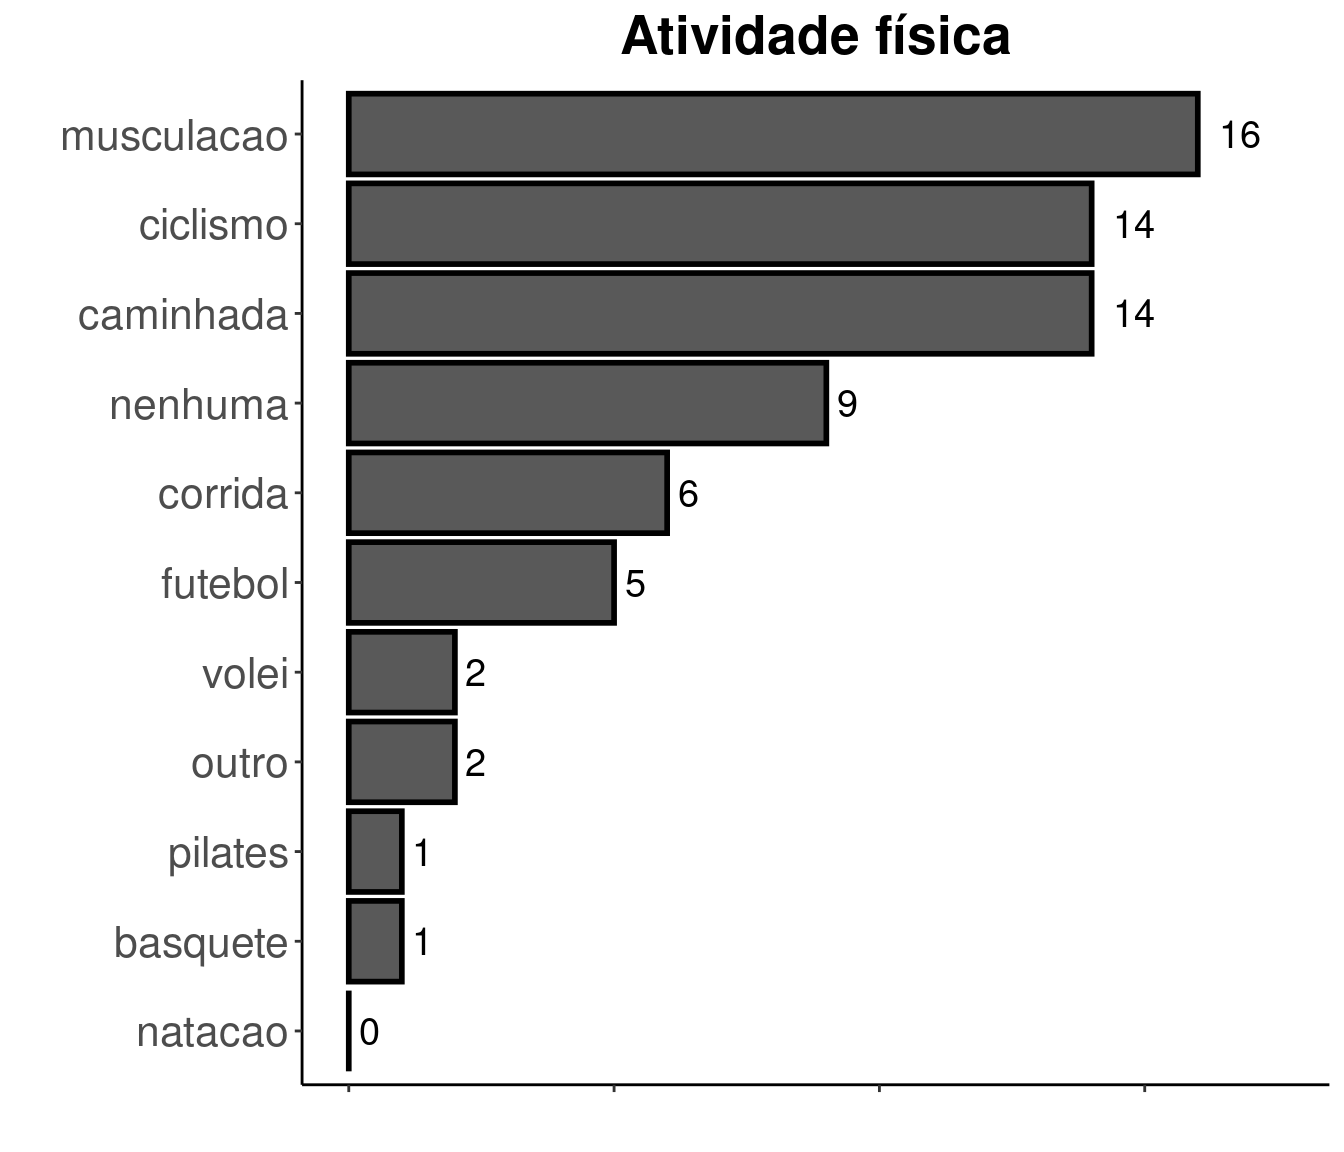 Atividade física
musculacao 16
ciclismo 14
caminhada 14
nenhuma 9
corrida 6
futebol 5
volei 2
outro 2
pilates 1
basquete 1
natacao 0